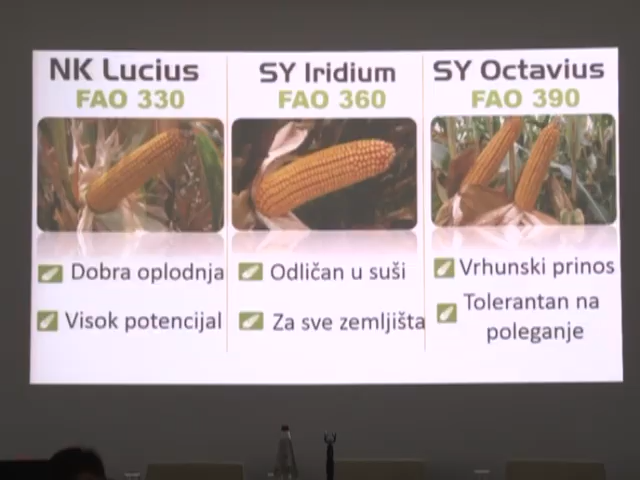 NK Lucius
FAO 330
Dobra oplodnja
Visok potencijal
SY Iridium
FAO 360
Odličan u suši
Za sve zemljišta
SY Octavius
FAO 390
Vrhunski prinos
Tolerantan na
poleganje